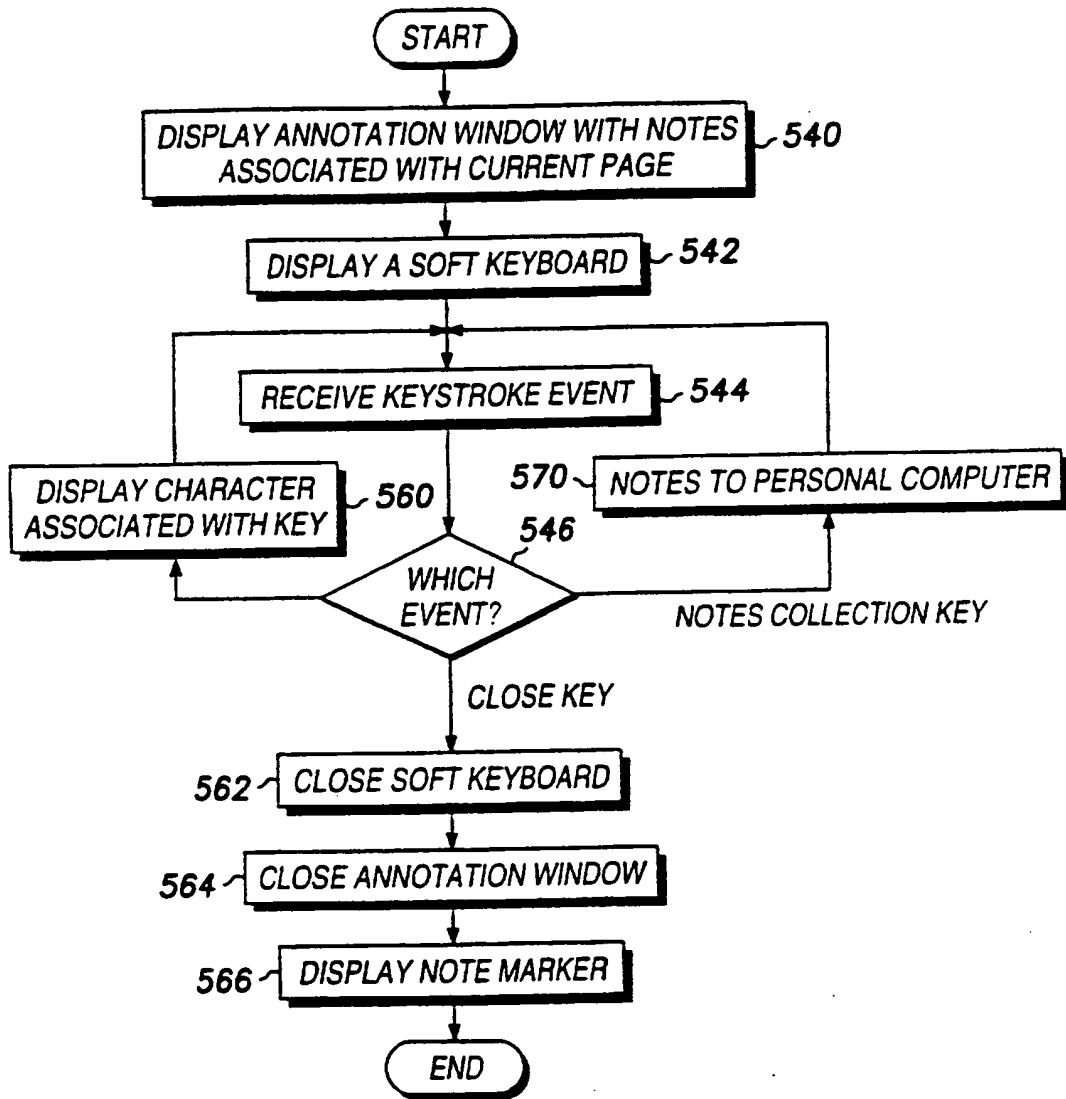 START
DISPLAY ANNOTATION WINDOW WITH NOTES
ASSOCIATED WITH CURRENT PAGE
540
DISPLAY A SOFT KEYBOARD
542
RECEIVE KEYSTROKE EVENT
544
DISPLAY CHARACTER
ASSOCIATED WITH KEY
560
570
NOTES TO PERSONAL COMPUTER
546
WHICH
EVENT?
NOTES COLLECTION KEY
CLOSE KEY
562
CLOSE SOFT KEYBOARD
564
CLOSE ANNOTATION WINDOW
566
DISPLAY NOTE MARKER
END